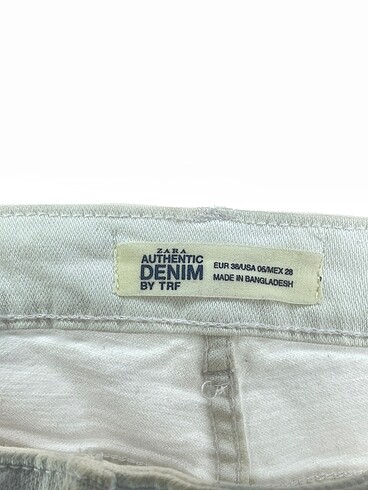 ZARA
AUTHENTIC
DENIM
BY TRF
EUR 38/USA 06/MEX 28
MADE IN BANGLADESH